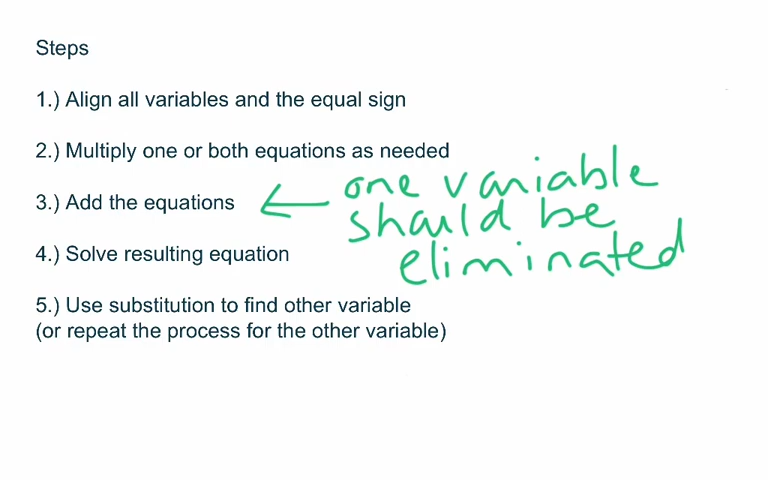 Steps
1.) Align all variables and the equal sign
2.) Multiply one or both equations as needed
3.) Add the equations ← one variable
should be
eliminated
4.) Solve resulting equation
5.) Use substitution to find other variable
(or repeat the process for the other variable)